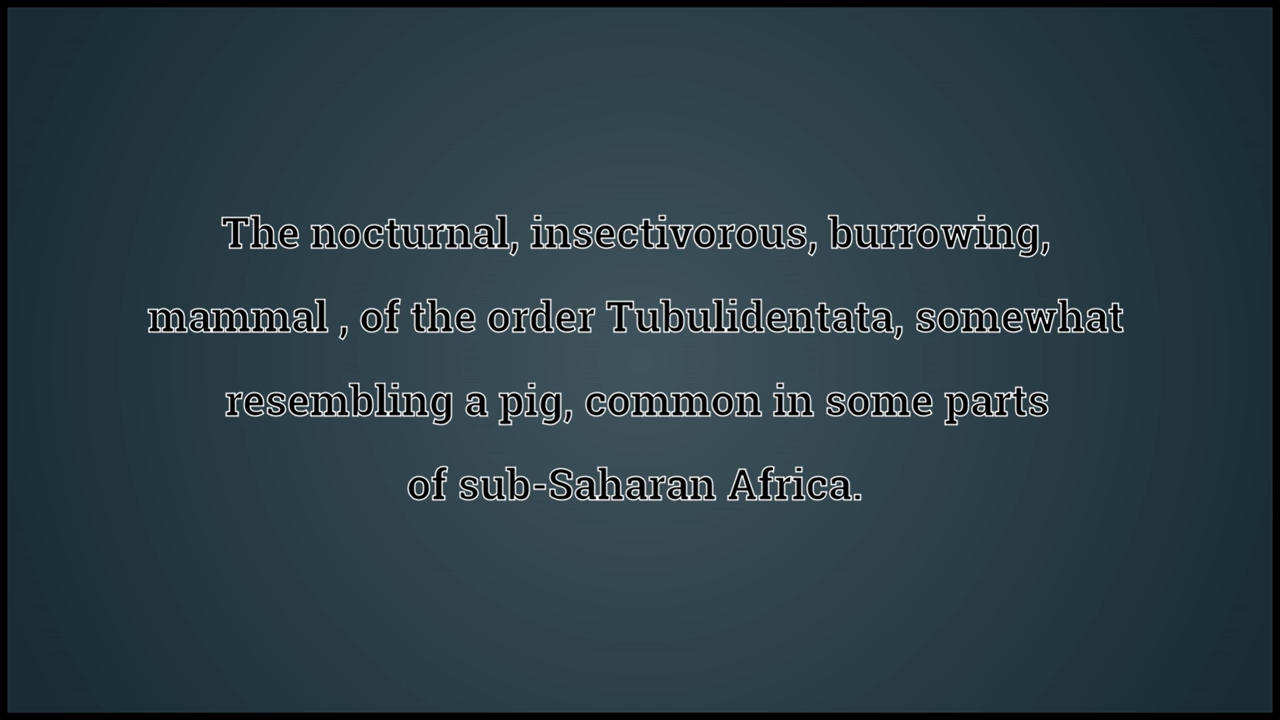 The nocturnal, insectivorous, burrowing,
mammal , of the order Tubulidentata, somewhat
resembling a pig, common in some parts
of sub-Saharan Africa.